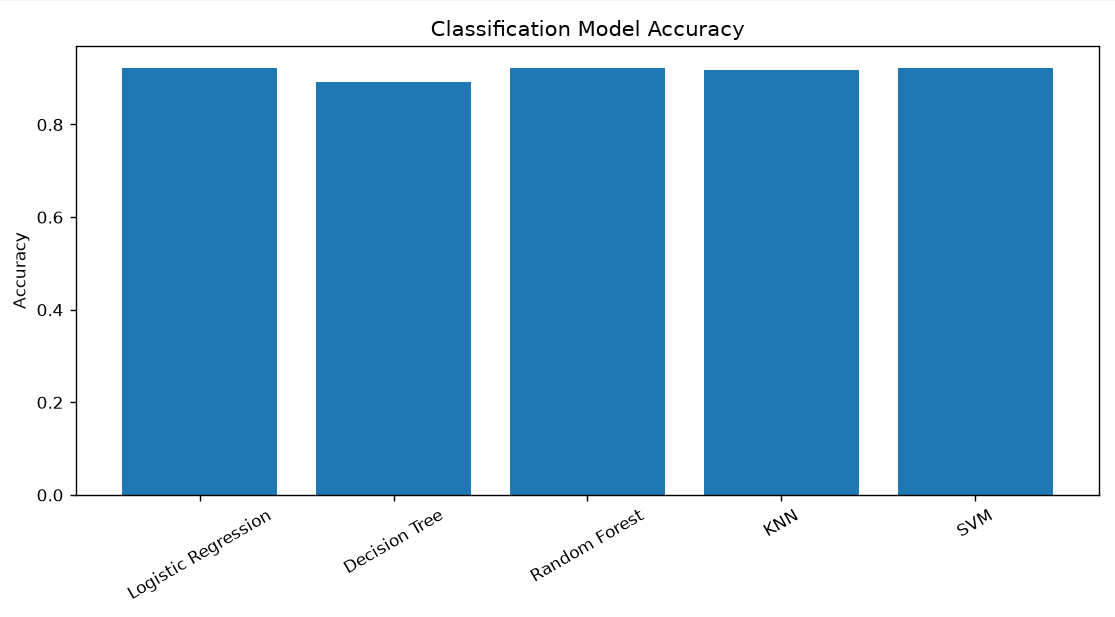 Classification Model Accuracy
Accuracy
0.8
0.6
0.4
0.2
0.0
Logistic Regression
Decision Tree
Random Forest
KNN
SVM